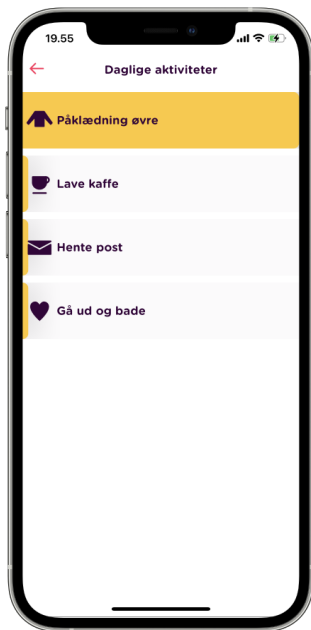 19.55
Daglige aktiviteter
Påklædning øvre
Lave kaffe
Hente post
Gå ud og bade